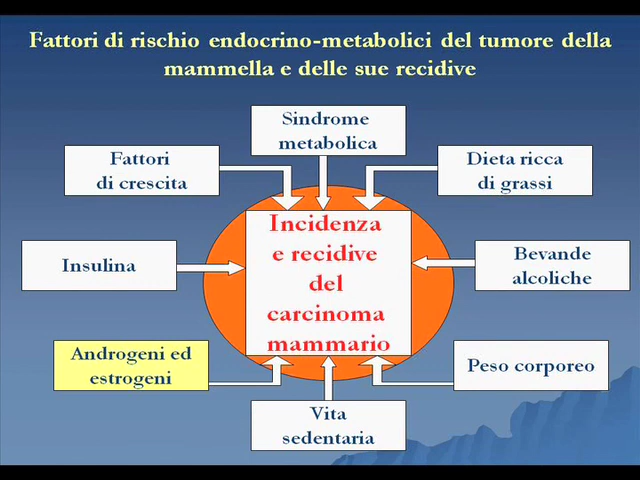 Fattori di rischio endocrino-metabolici del tumore della
mammella e delle sue recidive
Sindrome
metabolica
Fattori
di crescita
Dieta ricca
di grassi
Incidenza
e recidive
del
carcinoma
mammario
Insulina
Bevande
alcoliche
Androgeni ed
estrogeni
Peso corporeo
Vita
sedentaria